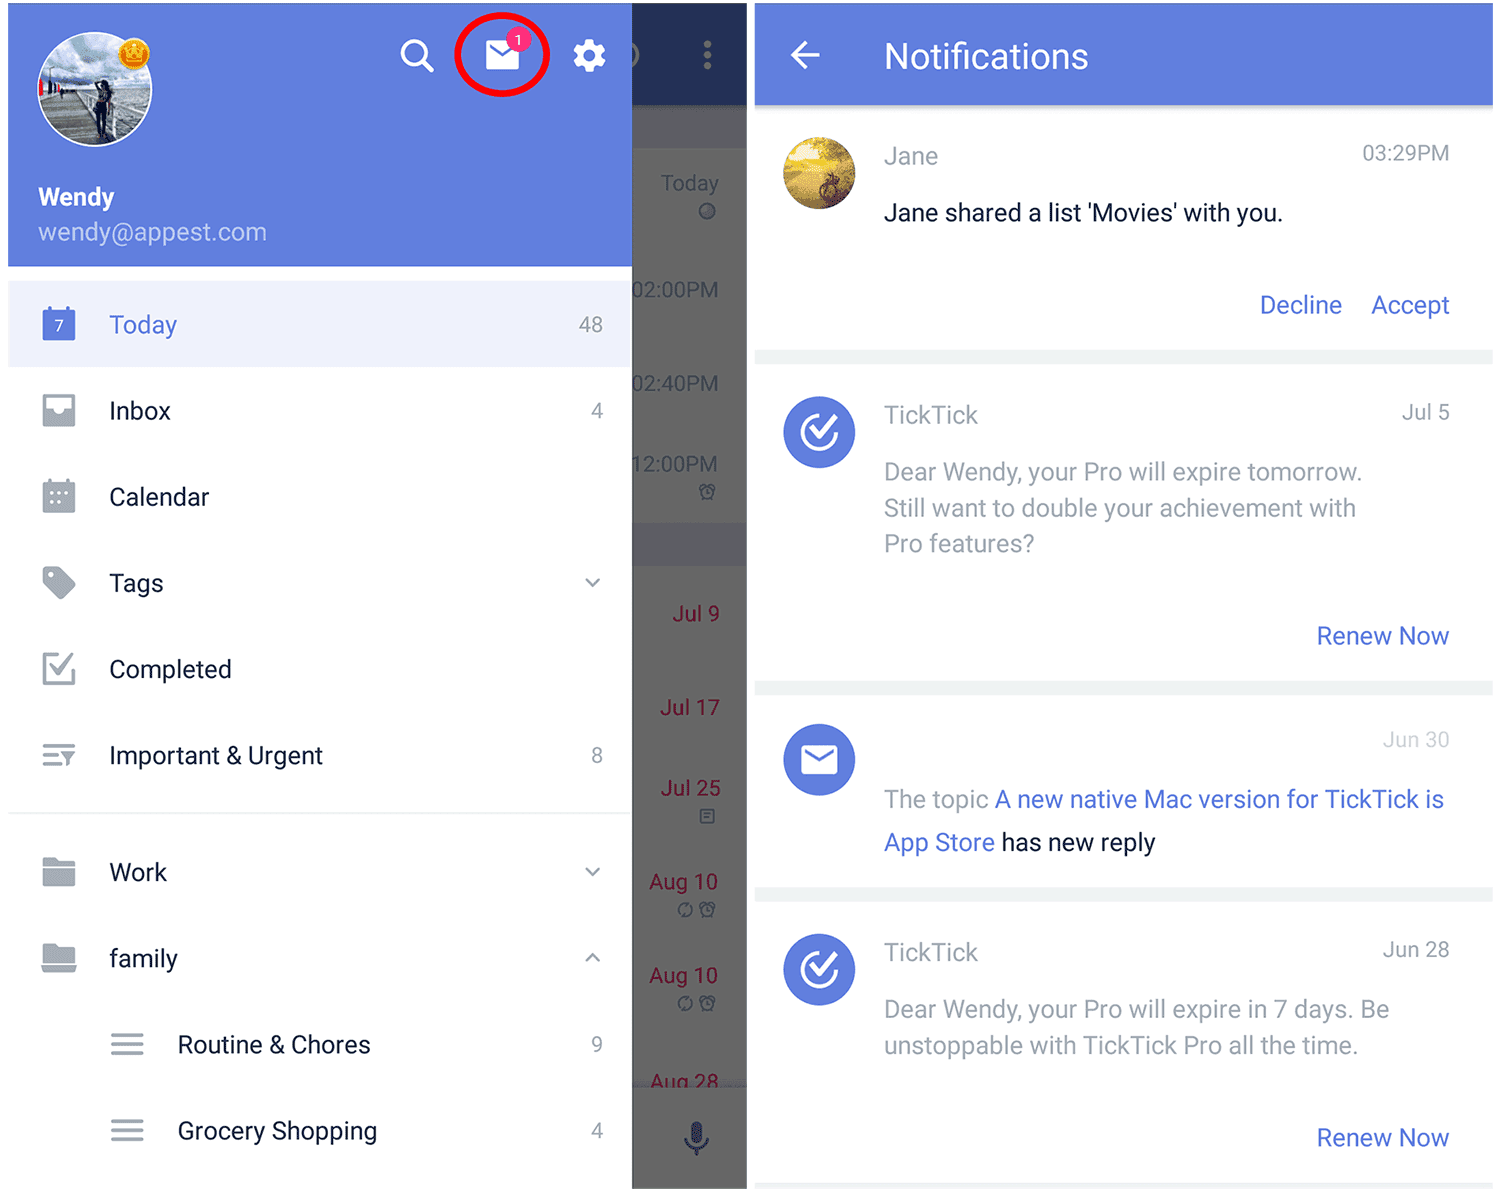 1
Wendy
wendy@appest.com
7
Today
48
Inbox
4
Calendar
Tags
Completed
Important & Urgent
8
Work
family
Routine & Chores
9
Grocery Shopping
4
Today
02:00PM
02:40PM
12:00PM
Jul 9
Jul 17
Jul 25
Aug 10
Aug 10
Aug 28
Notifications
Jane
03:29PM
Jane shared a list 'Movies' with you.
Decline
Accept
TickTick
Jul 5
Dear Wendy, your Pro will expire tomorrow.
Still want to double your achievement with
Pro features?
Renew Now
Jun 30
The topic A new native Mac version for TickTick is
App Store has new reply
TickTick
Jun 28
Dear Wendy, your Pro will expire in 7 days. Be
unstoppable with TickTick Pro all the time.
Renew Now